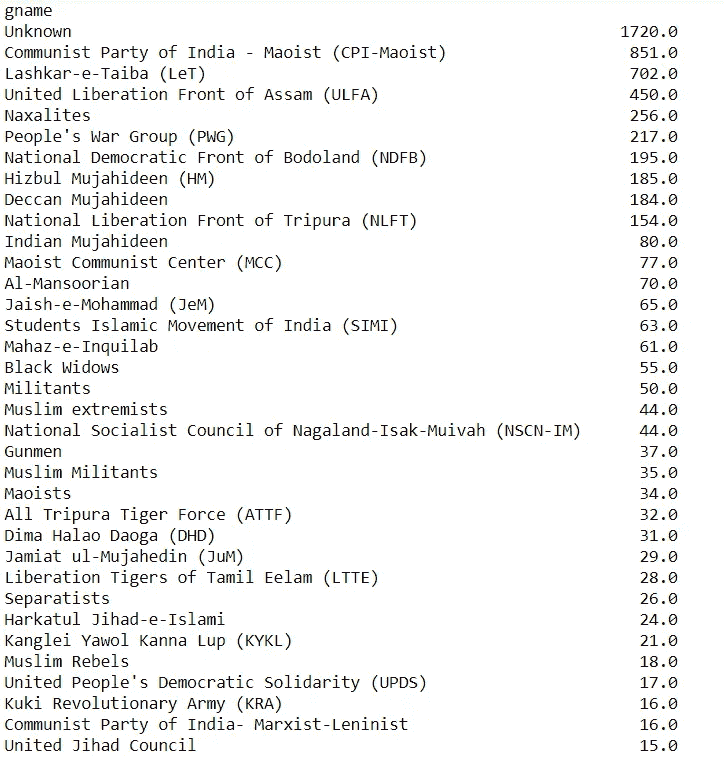 gname
Unknown 1720.0
Communist Party of India - Maoist (CPI-Maoist) 851.0
Lashkar-e-Taiba (LeT) 702.0
United Liberation Front of Assam (ULFA) 450.0
Naxalites 256.0
People's War Group (PWG) 217.0
National Democratic Front of Bodoland (NDFB) 195.0
Hizbul Mujahideen (HM) 185.0
Deccan Mujahideen 184.0
National Liberation Front of Tripura (NLFT) 154.0
Indian Mujahideen 80.0
Maoist Communist Center (MCC) 77.0
Al-Mansoorian 70.0
Jaish-e-Mohammad (JeM) 65.0
Students Islamic Movement of India (SIMI) 63.0
Mahaz-e-Inquilab 61.0
Black Widows 55.0
Militants 50.0
Muslim extremists 44.0
National Socialist Council of Nagaland-Isak-Muivah (NSCN-IM) 44.0
Gunmen 37.0
Muslim Militants 35.0
Maoists 34.0
All Tripura Tiger Force (ATTF) 32.0
Dima Halao Daoga (DHD) 31.0
Jamiat ul-Mujahedin (JuM) 29.0
Liberation Tigers of Tamil Eelam (LTTE) 28.0
Separatists 26.0
Harkatul Jihad-e-Islami 24.0
Kanglei Yawol Kanna Lup (KYKL) 21.0
Muslim Rebels 18.0
United People's Democratic Solidarity (UPDS) 17.0
Kuki Revolutionary Army (KRA) 16.0
Communist Party of India- Marxist-Leninist 16.0
United Jihad Council 15.0